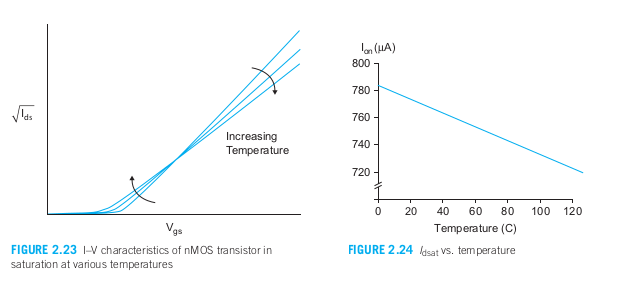 √Ids
Increasing
Temperature
Vgs
FIGURE 2.23 I–V characteristics of nMOS transistor in
saturation at various temperatures
Ion (μA)
800
780
760
740
720
0 20 40 60 80 100 120
Temperature (C)
FIGURE 2.24 Idsat vs. temperature